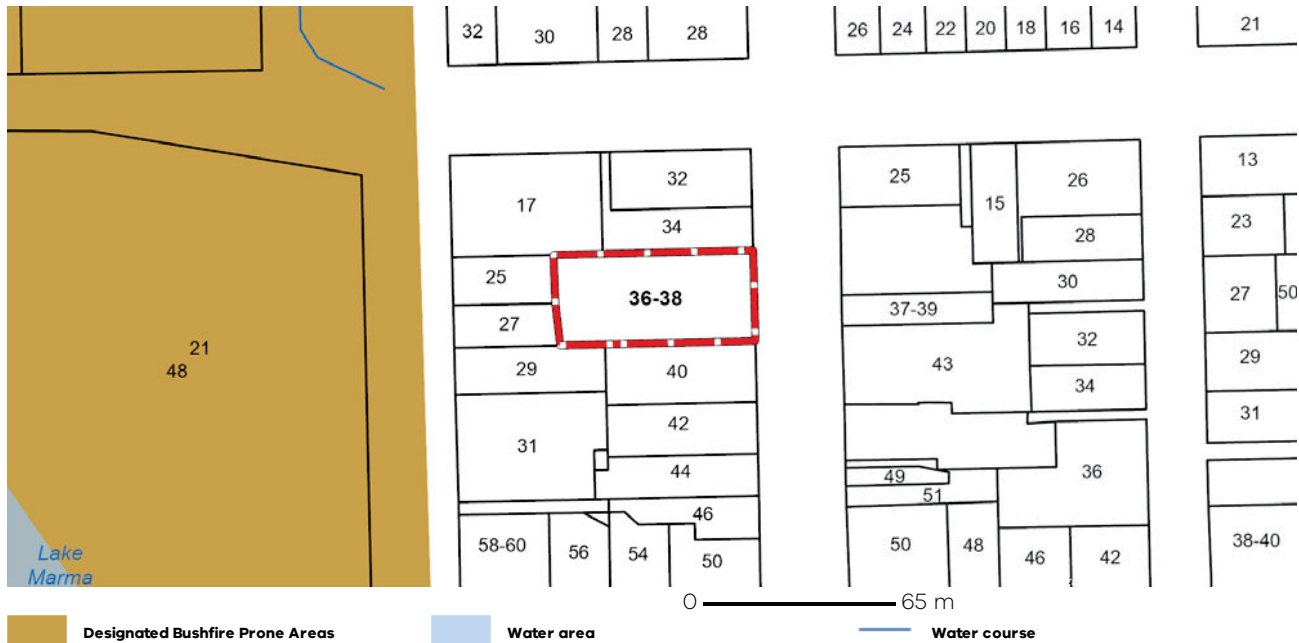 32 30 28 28 26 24 22 20 18 16 14 21
17 32 25 15 26 13
34 28 23
25 36-38 30 27 50
27 37-39 32
21 29 40 43 34 29
48 31
42
31 44 49 36
51
46
58-60 56 54 50 50 48 46 42 38-40
Lake
Marma
0 65 m
Designated Bushfire Prone Areas Water area Water course